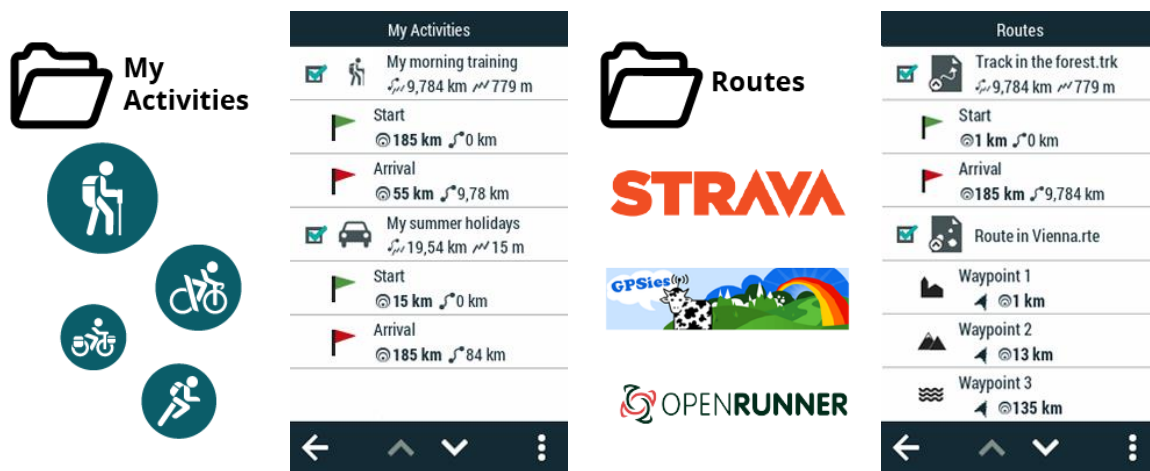 My
Activities
My Activities
My morning training
9,784 km 779 m
Start
185 km 0 km
Arrival
55 km 9,78 km
My summer holidays
19,54 km 15 m
Start
15 km 0 km
Arrival
185 km 84 km
Routes
STRAVA
GPSies
OPENRUNNER
Routes
Track in the forest.trk
9,784 km 779 m
Start
1 km 0 km
Arrival
185 km 9,784 km
Route in Vienna.rte
Waypoint 1
1 km
Waypoint 2
13 km
Waypoint 3
135 km